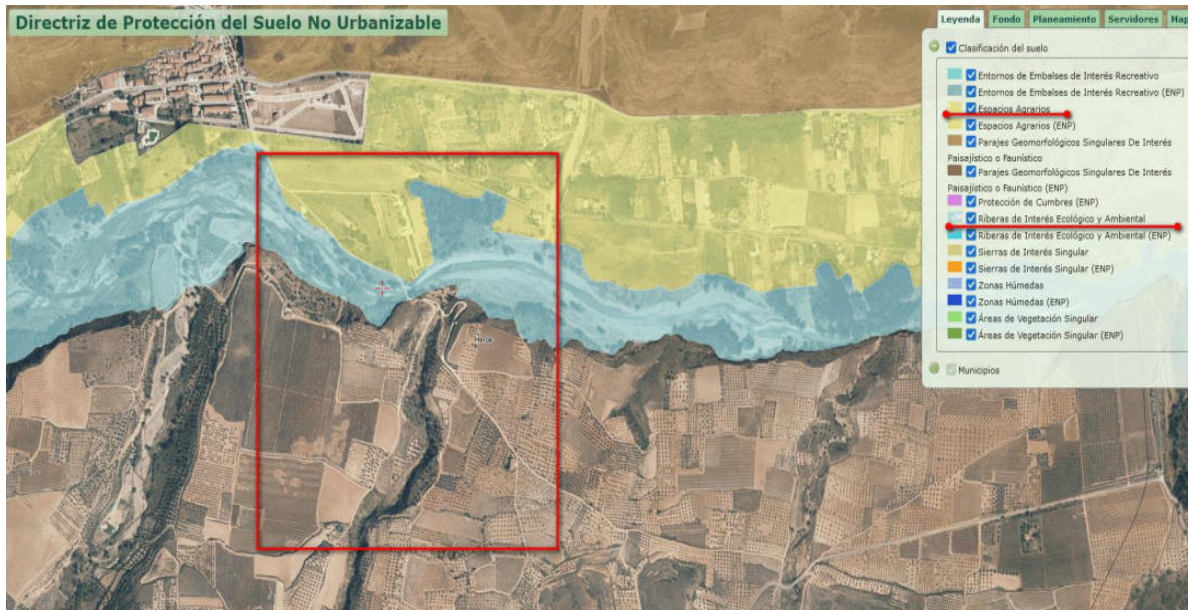 Directriz de Protección del Suelo No Urbanizable
Leyenda Fondo Planeamiento Servidores Map
Clasificación del suelo
Entornos de Embalses de Interés Recreativo
Entornos de Embalses de Interés Recreativo (ENP)
Espacios Agrarios
Espacios Agrarios (ENP)
Parajes Geomorfológicos Singulares De Interés
Paisajístico o Faunístico
Parajes Geomorfológicos Singulares De Interés
Paisajístico o Faunístico (ENP)
Protección de Cumbres (ENP)
Riberas de Interés Ecológico y Ambiental
Riberas de Interés Ecológico y Ambiental (ENP)
Sierras de Interés Singular
Sierras de Interés Singular (ENP)
Zonas Húmedas
Zonas Húmedas (ENP)
Áreas de Vegetación Singular
Áreas de Vegetación Singular (ENP)
Municipios
Herce